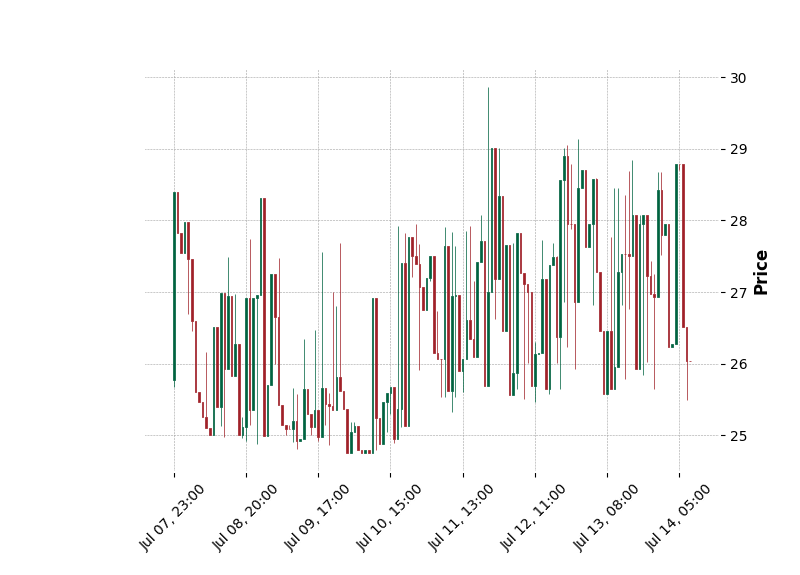 30
29
28
27
26
25
Price
Jul 07, 23:00
Jul 08, 20:00
Jul 09, 17:00
Jul 10, 15:00
Jul 11, 13:00
Jul 12, 11:00
Jul 13, 08:00
Jul 14, 05:00